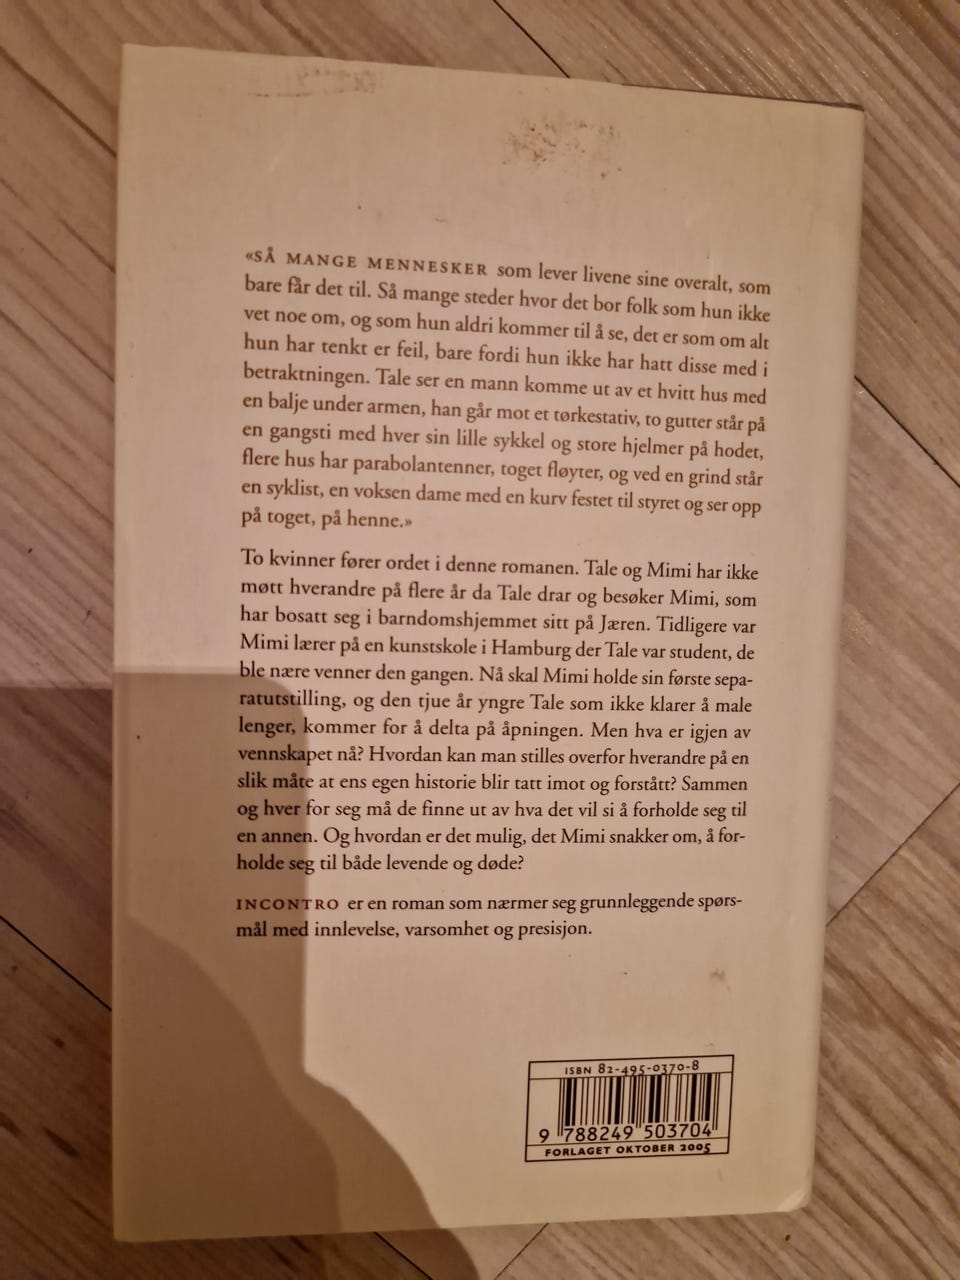 «SÅ MANGE MENNESKER som lever livene sine overalt, som
bare får det til. Så mange steder hvor det bor folk som hun ikke
vet noe om, og som hun aldri kommer til å se, det er som om alt
hun har tenkt er feil, bare fordi hun ikke har hatt disse med i
betraktningen. Tale ser en mann komme ut av et hvitt hus med
en balje under armen, han går mot et tørkestativ, to gutter står på
en gangsti med hver sin lille sykkel og store hjelmer på hodet,
flere hus har parabolantenner, toget fløyter, og ved en grind står
en syklist, en voksen dame med en kurv festet til styret og ser opp
på toget, på henne.»
To kvinner fører ordet i denne romanen. Tale og Mimi har ikke
møtt hverandre på flere år da Tale drar og besøker Mimi, som
har bosatt seg i barndomshjemmet sitt på Jæren. Tidligere var
Mimi lærer på en kunstskole i Hamburg der Tale var student, de
ble nære venner den gangen. Nå skal Mimi holde sin første sepa-
ratutstilling, og den tjue år yngre Tale som ikke klarer å male
lenger, kommer for å delta på åpningen. Men hva er igjen av
vennskapet nå? Hvordan kan man stilles overfor hverandre på en
slik måte at ens egen historie blir tatt imot og forstått? Sammen
og hver for seg må de finne ut av hva det vil si å forholde seg til
en annen. Og hvordan er det mulig, det Mimi snakker om, å for-
holde seg til både levende og døde?
INCONTRO er en roman som nærmer seg grunnleggende spørs-
mål med innlevelse, varsomhet og presisjon.
ISBN 82-495-0370-8
9 788249 503704
FORLAGET OKTOBER 2005